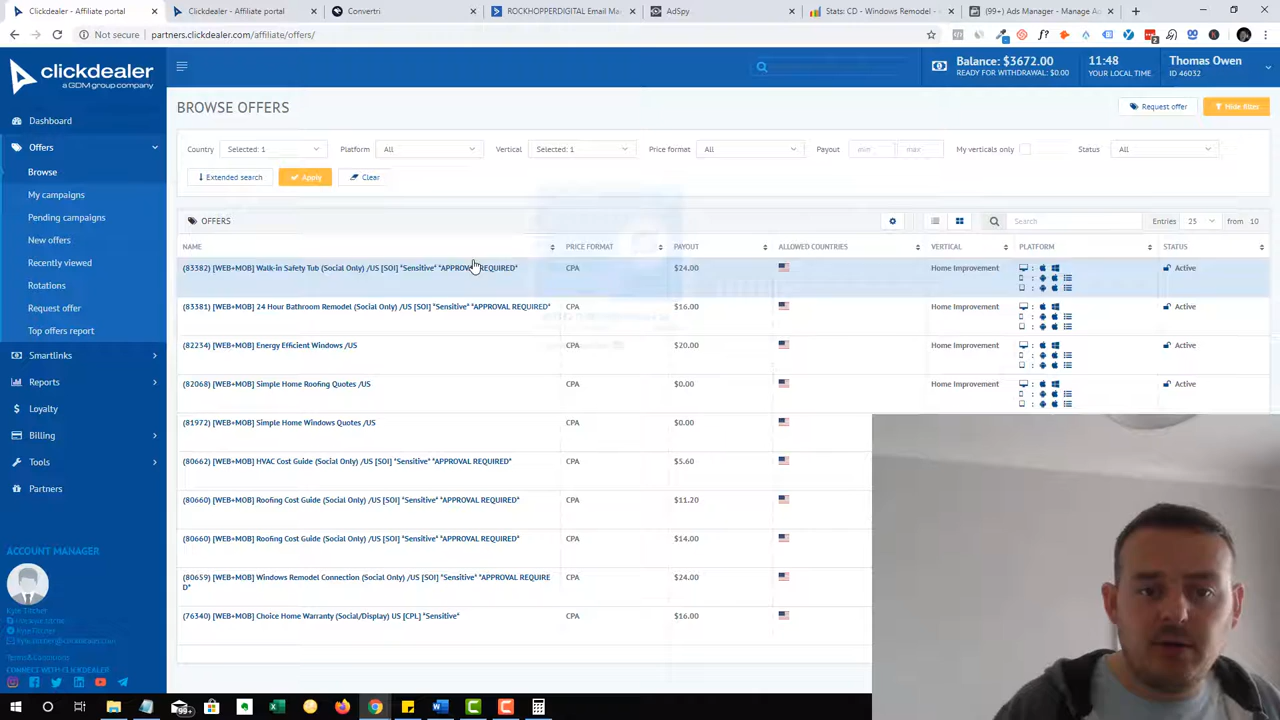 Clickdealer - Affiliate portal
Clickdealer - Affiliate portal
Convertri
ROCKHOPPERDIGITAL Email Ma
AdSpy
Stats: CD - Windows Remodel -
(99+) Ads Manager - Manage Ad
Not secure | partners.clickdealer.com/affiliate/offers/
clickdealer
a GDM group company
Balance: $3672.00
READY FOR WITHDRAWAL: $0.00
11:48
YOUR LOCAL TIME
Thomas Owen
ID 46032
Dashboard
Offers
Browse
My campaigns
Pending campaigns
New offers
Recently viewed
Rotations
Request offer
Top offers report
Smartlinks
Reports
Loyalty
Billing
Tools
Partners
ACCOUNT MANAGER
Terms&Conditions
CONNECT WITH CLICKDEALER
BROWSE OFFERS
Request offer
Hide filter
Country Selected: 1 Platform All Vertical Selected: 1 Price format All Payout min max My verticals only Status All
Extended search Apply Clear
OFFERS Search Entries 25 from 10
NAME PRICE FORMAT PAYOUT ALLOWED COUNTRIES VERTICAL PLATFORM STATUS
(83382) [WEB+MOB] Walk-in Safety Tub (Social Only) /US [SOI] *Sensitive* *APPROVAL REQUIRED* CPA $24.00 Home Improvement Active
(83381) [WEB+MOB] 24 Hour Bathroom Remodel (Social Only) /US [SOI] *Sensitive* *APPROVAL REQUIRED* CPA $16.00 Home Improvement Active
(82234) [WEB+MOB] Energy Efficient Windows /US CPA $20.00 Home Improvement Active
(82068) [WEB+MOB] Simple Home Roofing Quotes /US CPA $0.00 Home Improvement Active
(81972) [WEB+MOB] Simple Home Windows Quotes /US CPA $0.00
(80662) [WEB+MOB] HVAC Cost Guide (Social Only) /US [SOI] *Sensitive* *APPROVAL REQUIRED* CPA $5.60
(80660) [WEB+MOB] Roofing Cost Guide (Social Only) /US [SOI] *Sensitive* *APPROVAL REQUIRED* CPA $11.20
(80660) [WEB+MOB] Roofing Cost Guide (Social Only) /US [SOI] *Sensitive* *APPROVAL REQUIRED* CPA $14.00
(80659) [WEB+MOB] Windows Remodel Connection (Social Only) /US [SOI] *Sensitive* *APPROVAL REQUIRE
D* CPA $24.00
(76340) [WEB+MOB] Choice Home Warranty (Social/Display) US [CPL] *Sensitive* CPA $16.00
99+